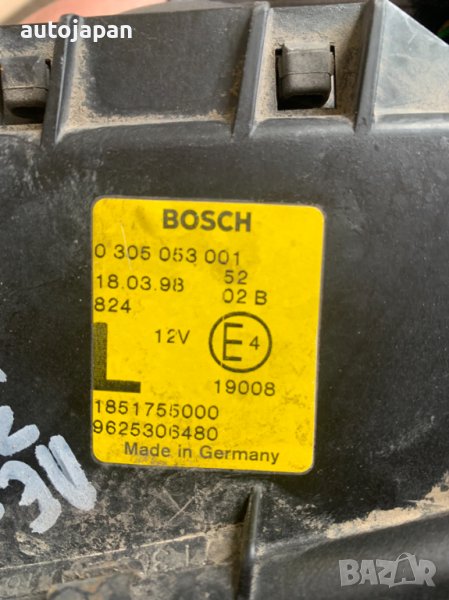 autojapan
BOSCH
0 305 053 001
18.03.98 52
824 02 B
12V E4
L
19008
1851755000
9625306480
Made in Germany
BAZAR